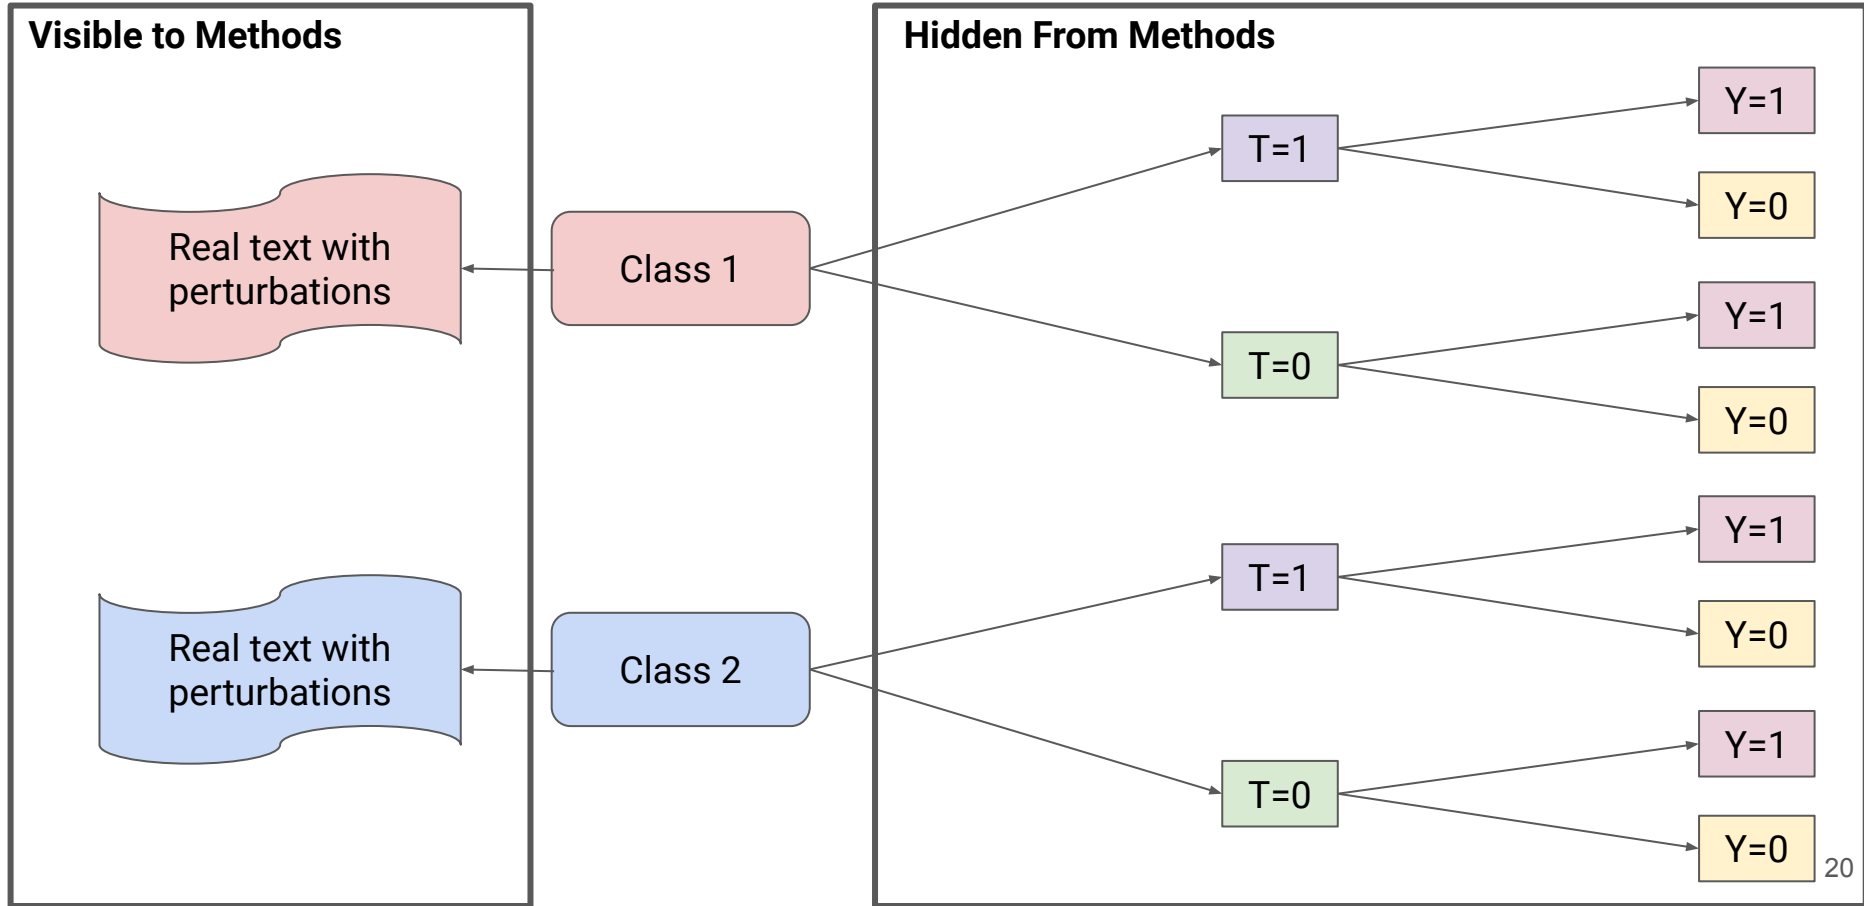 Visible to Methods
Real text with
perturbations
Real text with
perturbations
Class 1
Class 2
Hidden From Methods
T=1
Y=1
Y=0
T=0
Y=1
Y=0
T=1
Y=1
Y=0
T=0
Y=1
Y=0
20